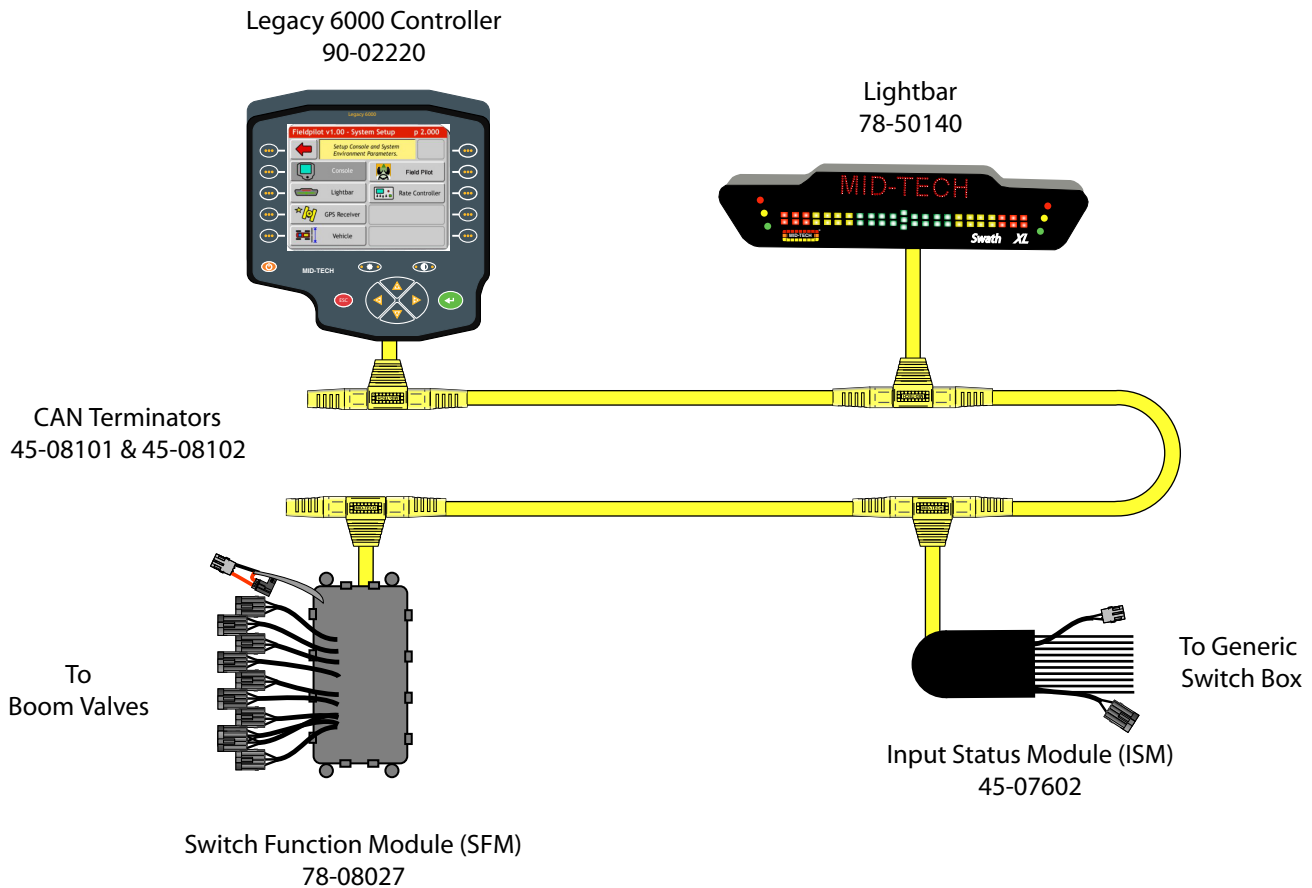 Legacy 6000 Controller
90-02220
Lightbar
78-50140
Legacy 6000
Fieldpilot v1.00 - System Setup p 2.000
Setup Console and System
Environment Parameters.
Console
Field Pilot
Lightbar
Rate Controller
GPS Receiver
Vehicle
MID-TECH
ESC
MID-TECH
MID-TECH
Swath XL
CAN Terminators
45-08101 & 45-08102
To
Boom Valves
To Generic
Switch Box
Input Status Module (ISM)
45-07602
Switch Function Module (SFM)
78-08027